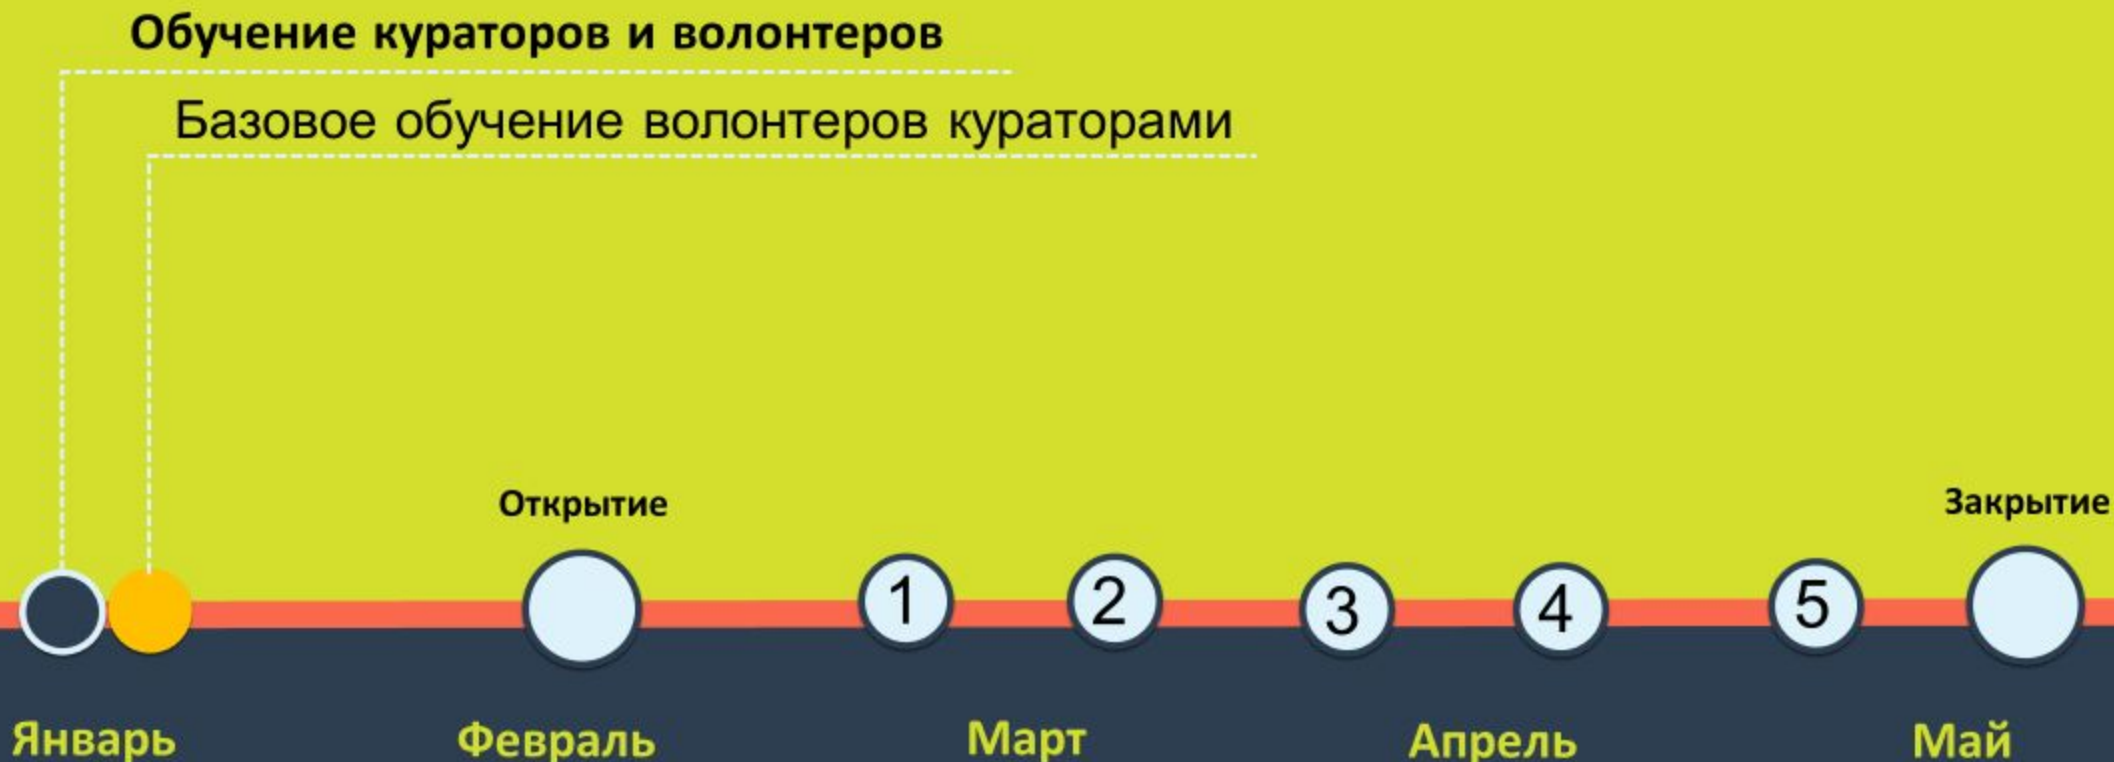 Обучение кураторов и волонтеров
Базовое обучение волонтеров кураторами
Открытие
Закрытие
1
2
3
4
5
Январь
Февраль
Март
Апрель
Май